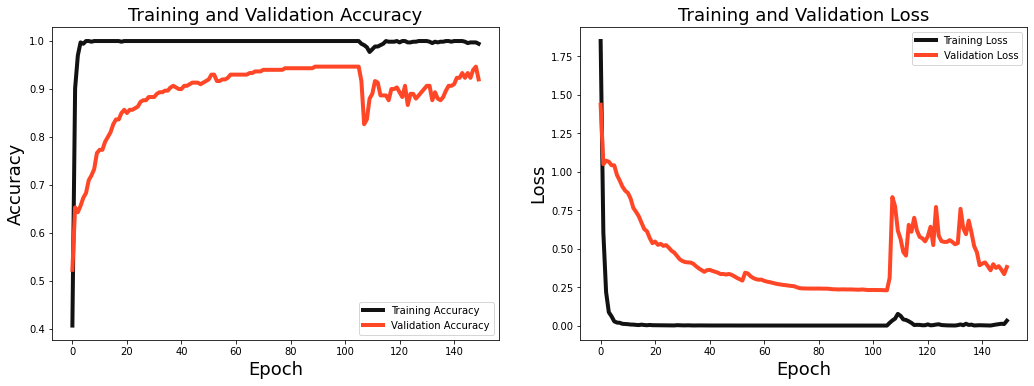 Training and Validation Accuracy
Accuracy
1.0
0.9
0.8
0.7
0.6
0.5
0.4
0 20 40 60 80 100 120 140
Epoch
Training Accuracy
Validation Accuracy
Training and Validation Loss
Loss
1.75
1.50
1.25
1.00
0.75
0.50
0.25
0.00
0 20 40 60 80 100 120 140
Epoch
Training Loss
Validation Loss